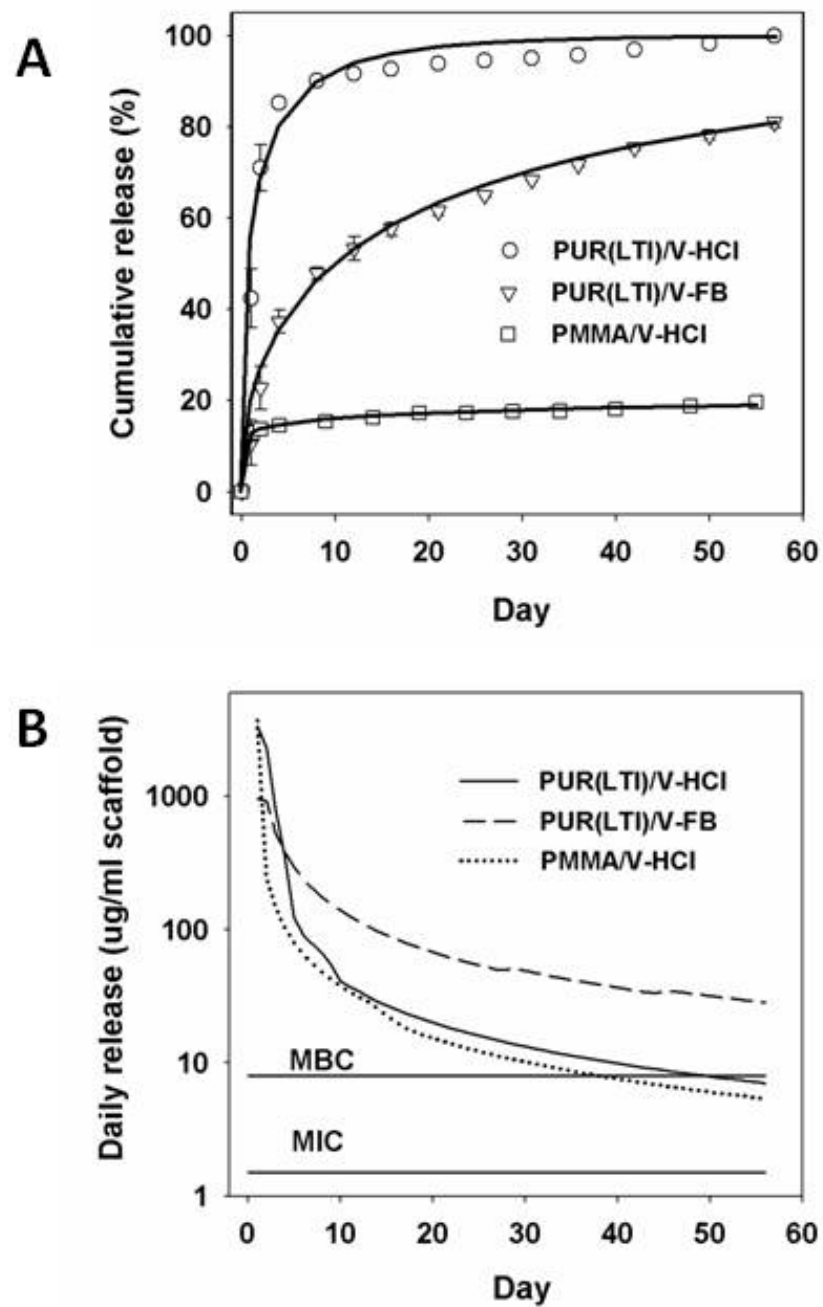 A
Cumulative release (%)
100
80
60
40
20
0
PUR(LTI)/V-HCl
PUR(LTI)/V-FB
PMMA/V-HCl
0 10 20 30 40 50 60
Day
B
Daily release (ug/ml scaffold)
1000
100
10
1
PUR(LTI)/V-HCl
PUR(LTI)/V-FB
PMMA/V-HCl
MBC
MIC
0 10 20 30 40 50 60
Day